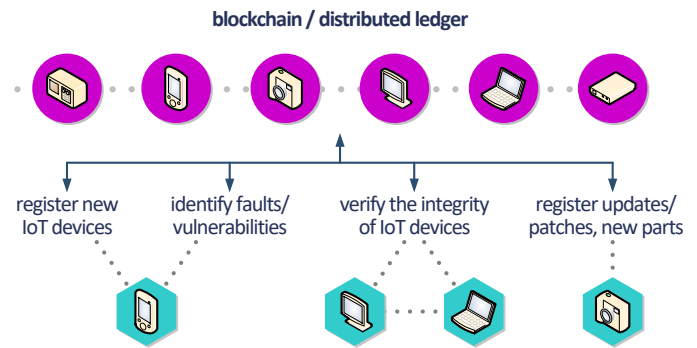 blockchain / distributed ledger
register new
IoT devices
identify faults/
vulnerabilities
verify the integrity
of IoT devices
register updates/
patches, new parts